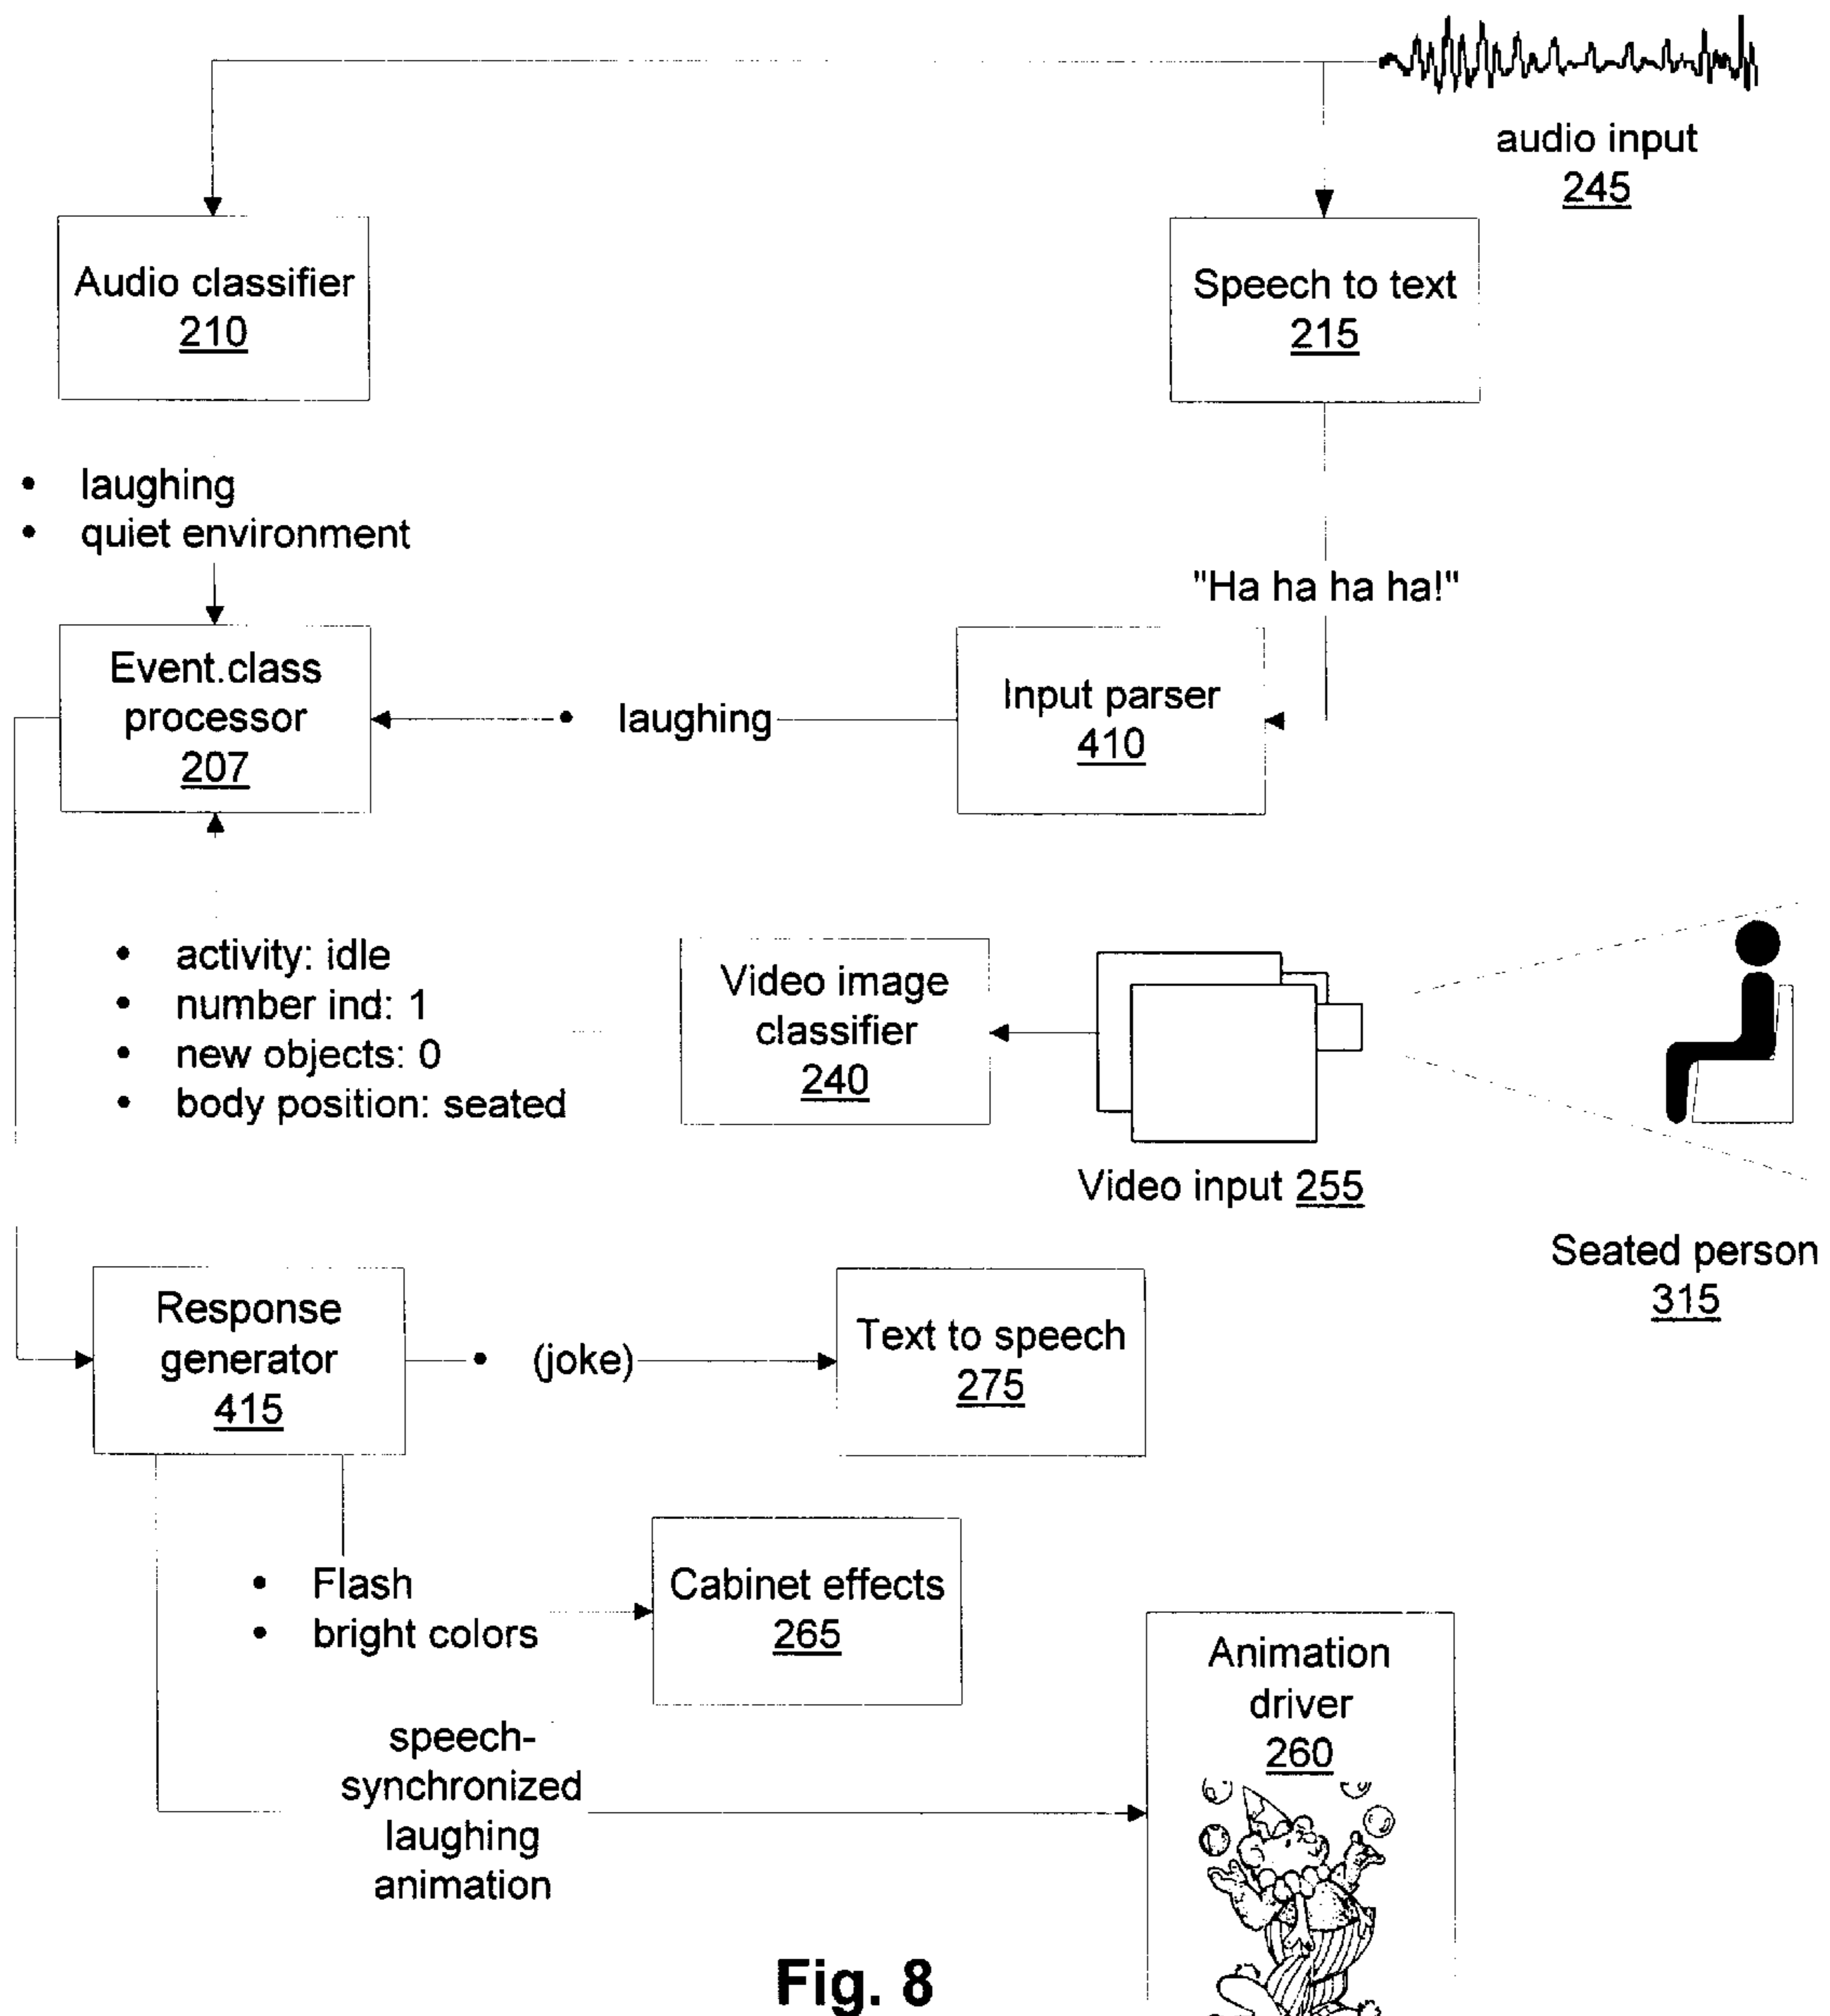 audio input
245
Audio classifier
210
Speech to text
215
• laughing
• quiet environment
"Ha ha ha ha!"
Event.class
processor
207
• laughing
Input parser
410
• activity: idle
• number ind: 1
• new objects: 0
• body position: seated
Video image
classifier
240
Video input 255
Seated person
315
Response
generator
415
• (joke)
Text to speech
275
• Flash
• bright colors
Cabinet effects
265
speech-
synchronized
laughing
animation
Animation
driver
260
Fig. 8